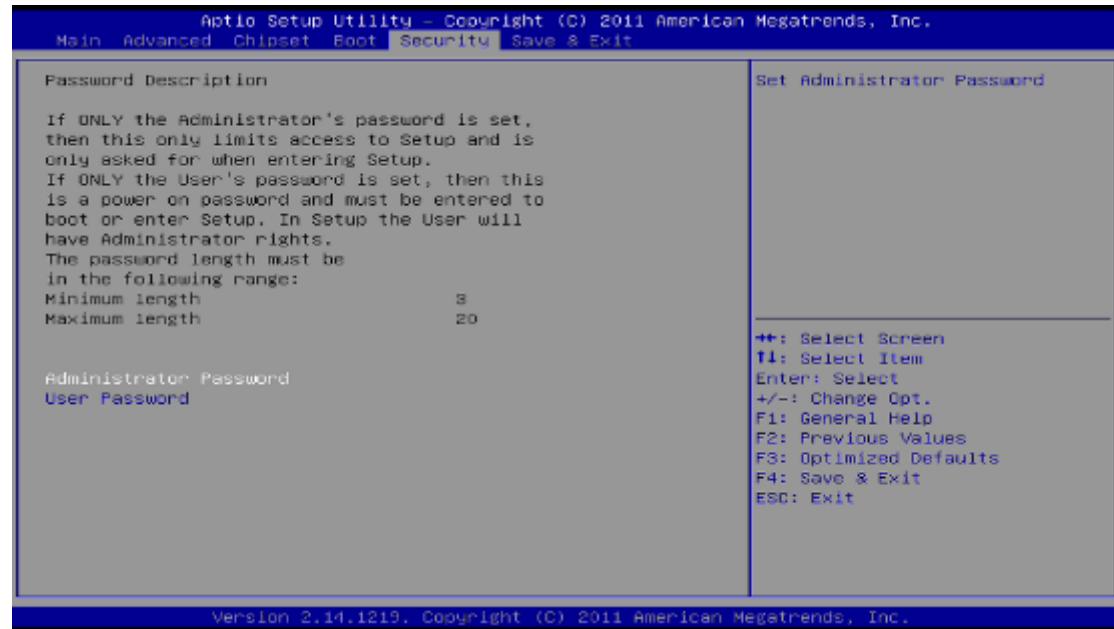 Aptio Setup Utility – Copyright (C) 2011 American Megatrends, Inc.
Main Advanced Chipset Boot Security Save & Exit
Password Description
If ONLY the Administrator's password is set,
then this only limits access to Setup and is
only asked for when entering Setup.
If ONLY the User's password is set, then this
is a power on password and must be entered to
boot or enter Setup. In Setup the User will
have Administrator rights.
The password length must be
in the following range:
Minimum length 3
Maximum length 20
Administrator Password
User Password
Set Administrator Password
→←: Select Screen
↑↓: Select Item
Enter: Select
+/-: Change Opt.
F1: General Help
F2: Previous Values
F3: Optimized Defaults
F4: Save & Exit
ESC: Exit
Version 2.14.1219. Copyright (C) 2011 American Megatrends, Inc.